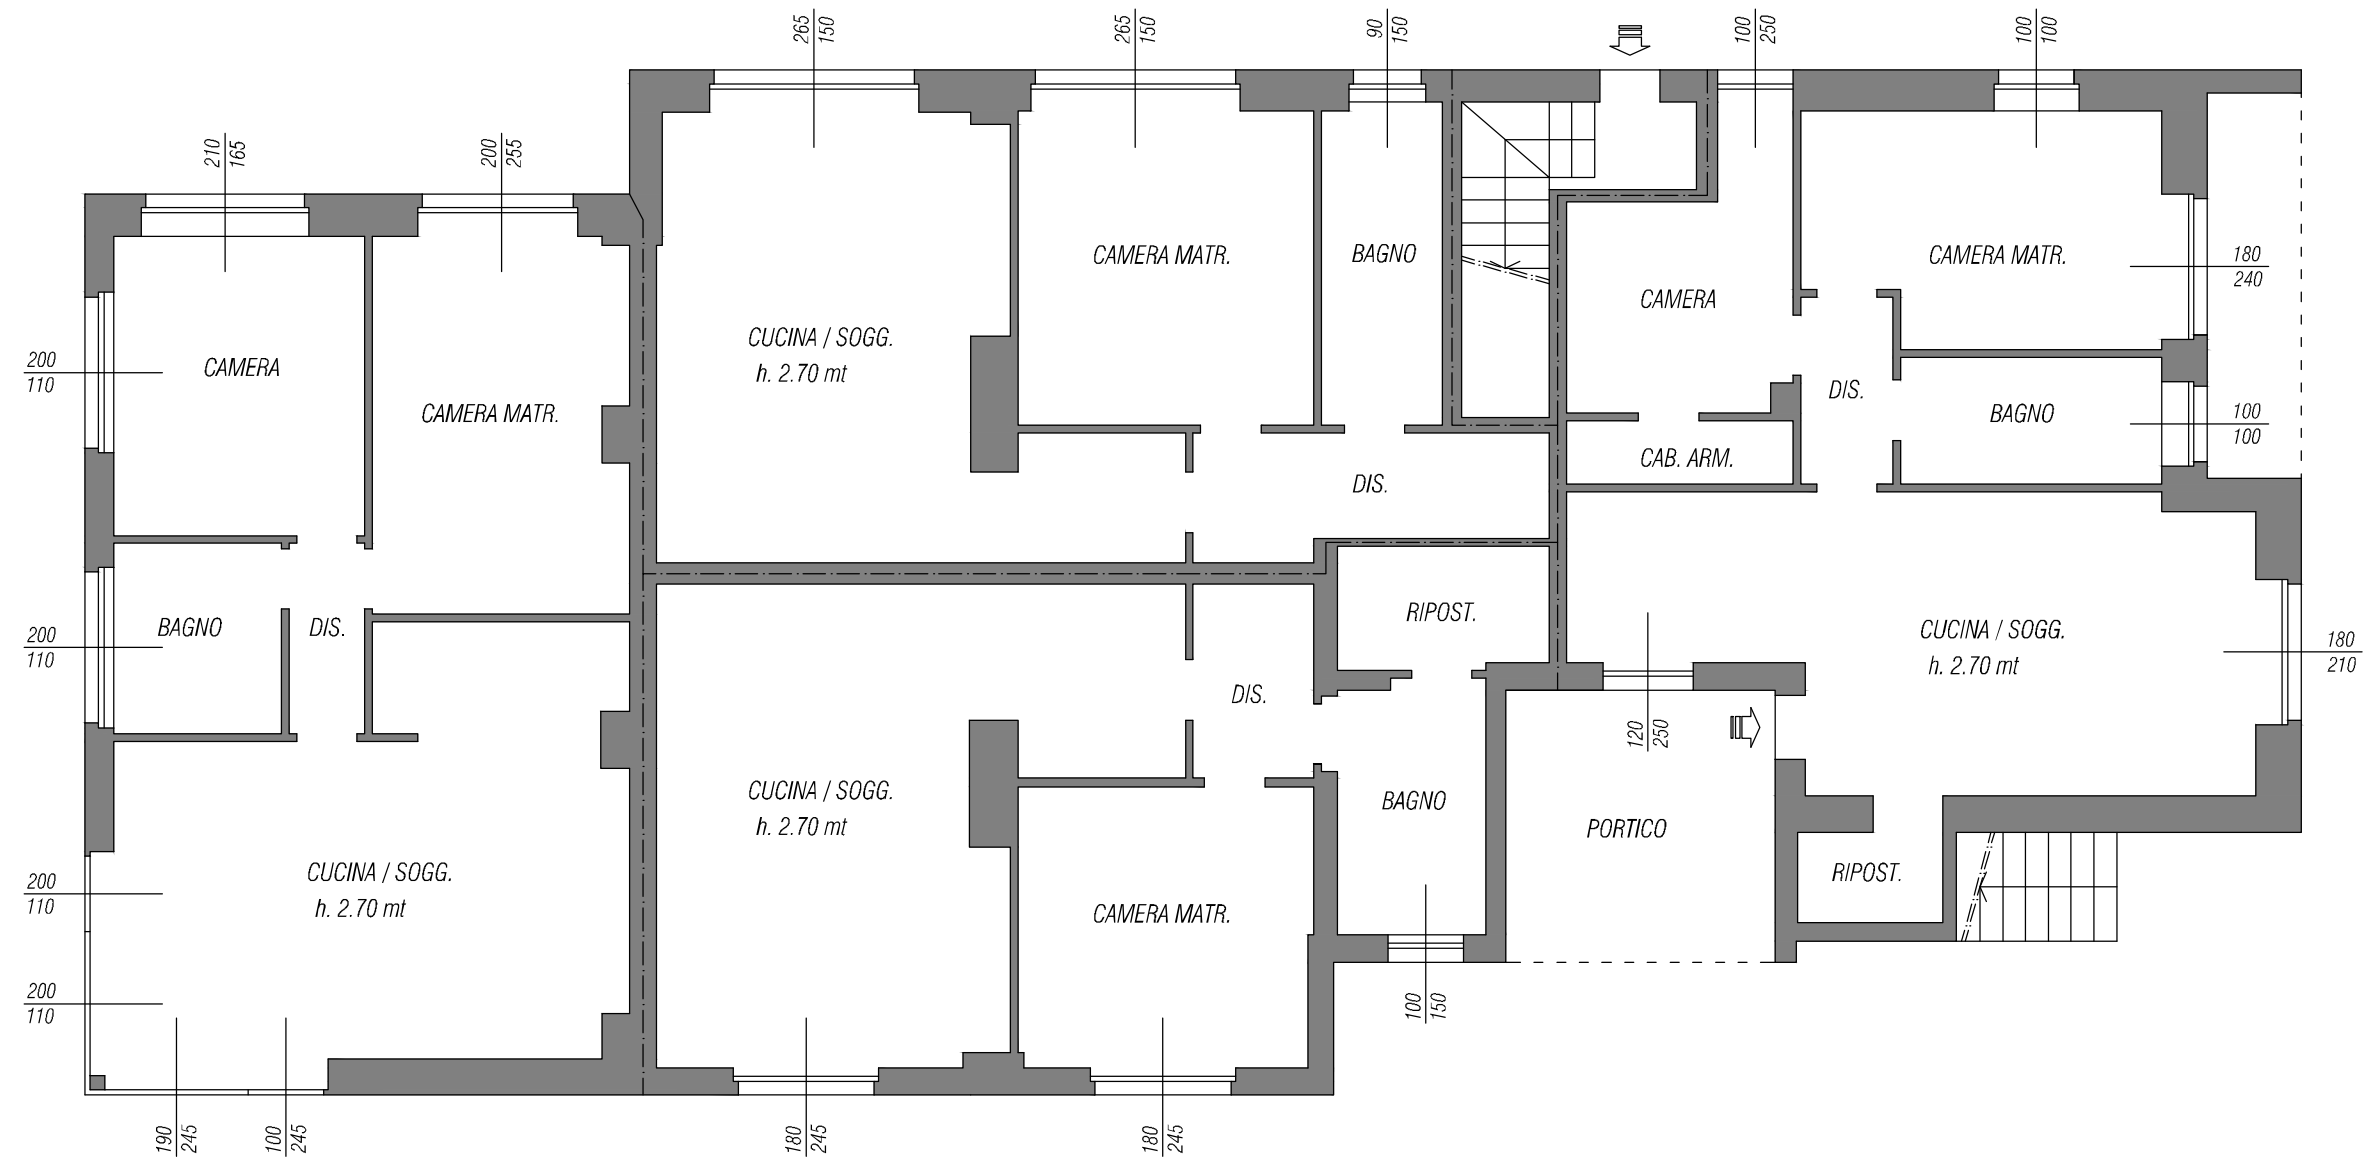 265
150
265
150
90
150
100
250
100
100
210
165
200
255
CAMERA MATR.
BAGNO
CAMERA MATR.
180
240
CAMERA
CUCINA / SOGG.
h. 2.70 mt
200
110
CAMERA
CAMERA MATR.
DIS.
BAGNO
100
100
CAB. ARM.
DIS.
200
110
BAGNO
DIS.
RIPOST.
CUCINA / SOGG.
h. 2.70 mt
180
210
DIS.
120
250
CUCINA / SOGG.
h. 2.70 mt
BAGNO
PORTICO
CUCINA / SOGG.
h. 2.70 mt
RIPOST.
200
110
CAMERA MATR.
200
110
100
150
190
245
100
245
180
245
180
245